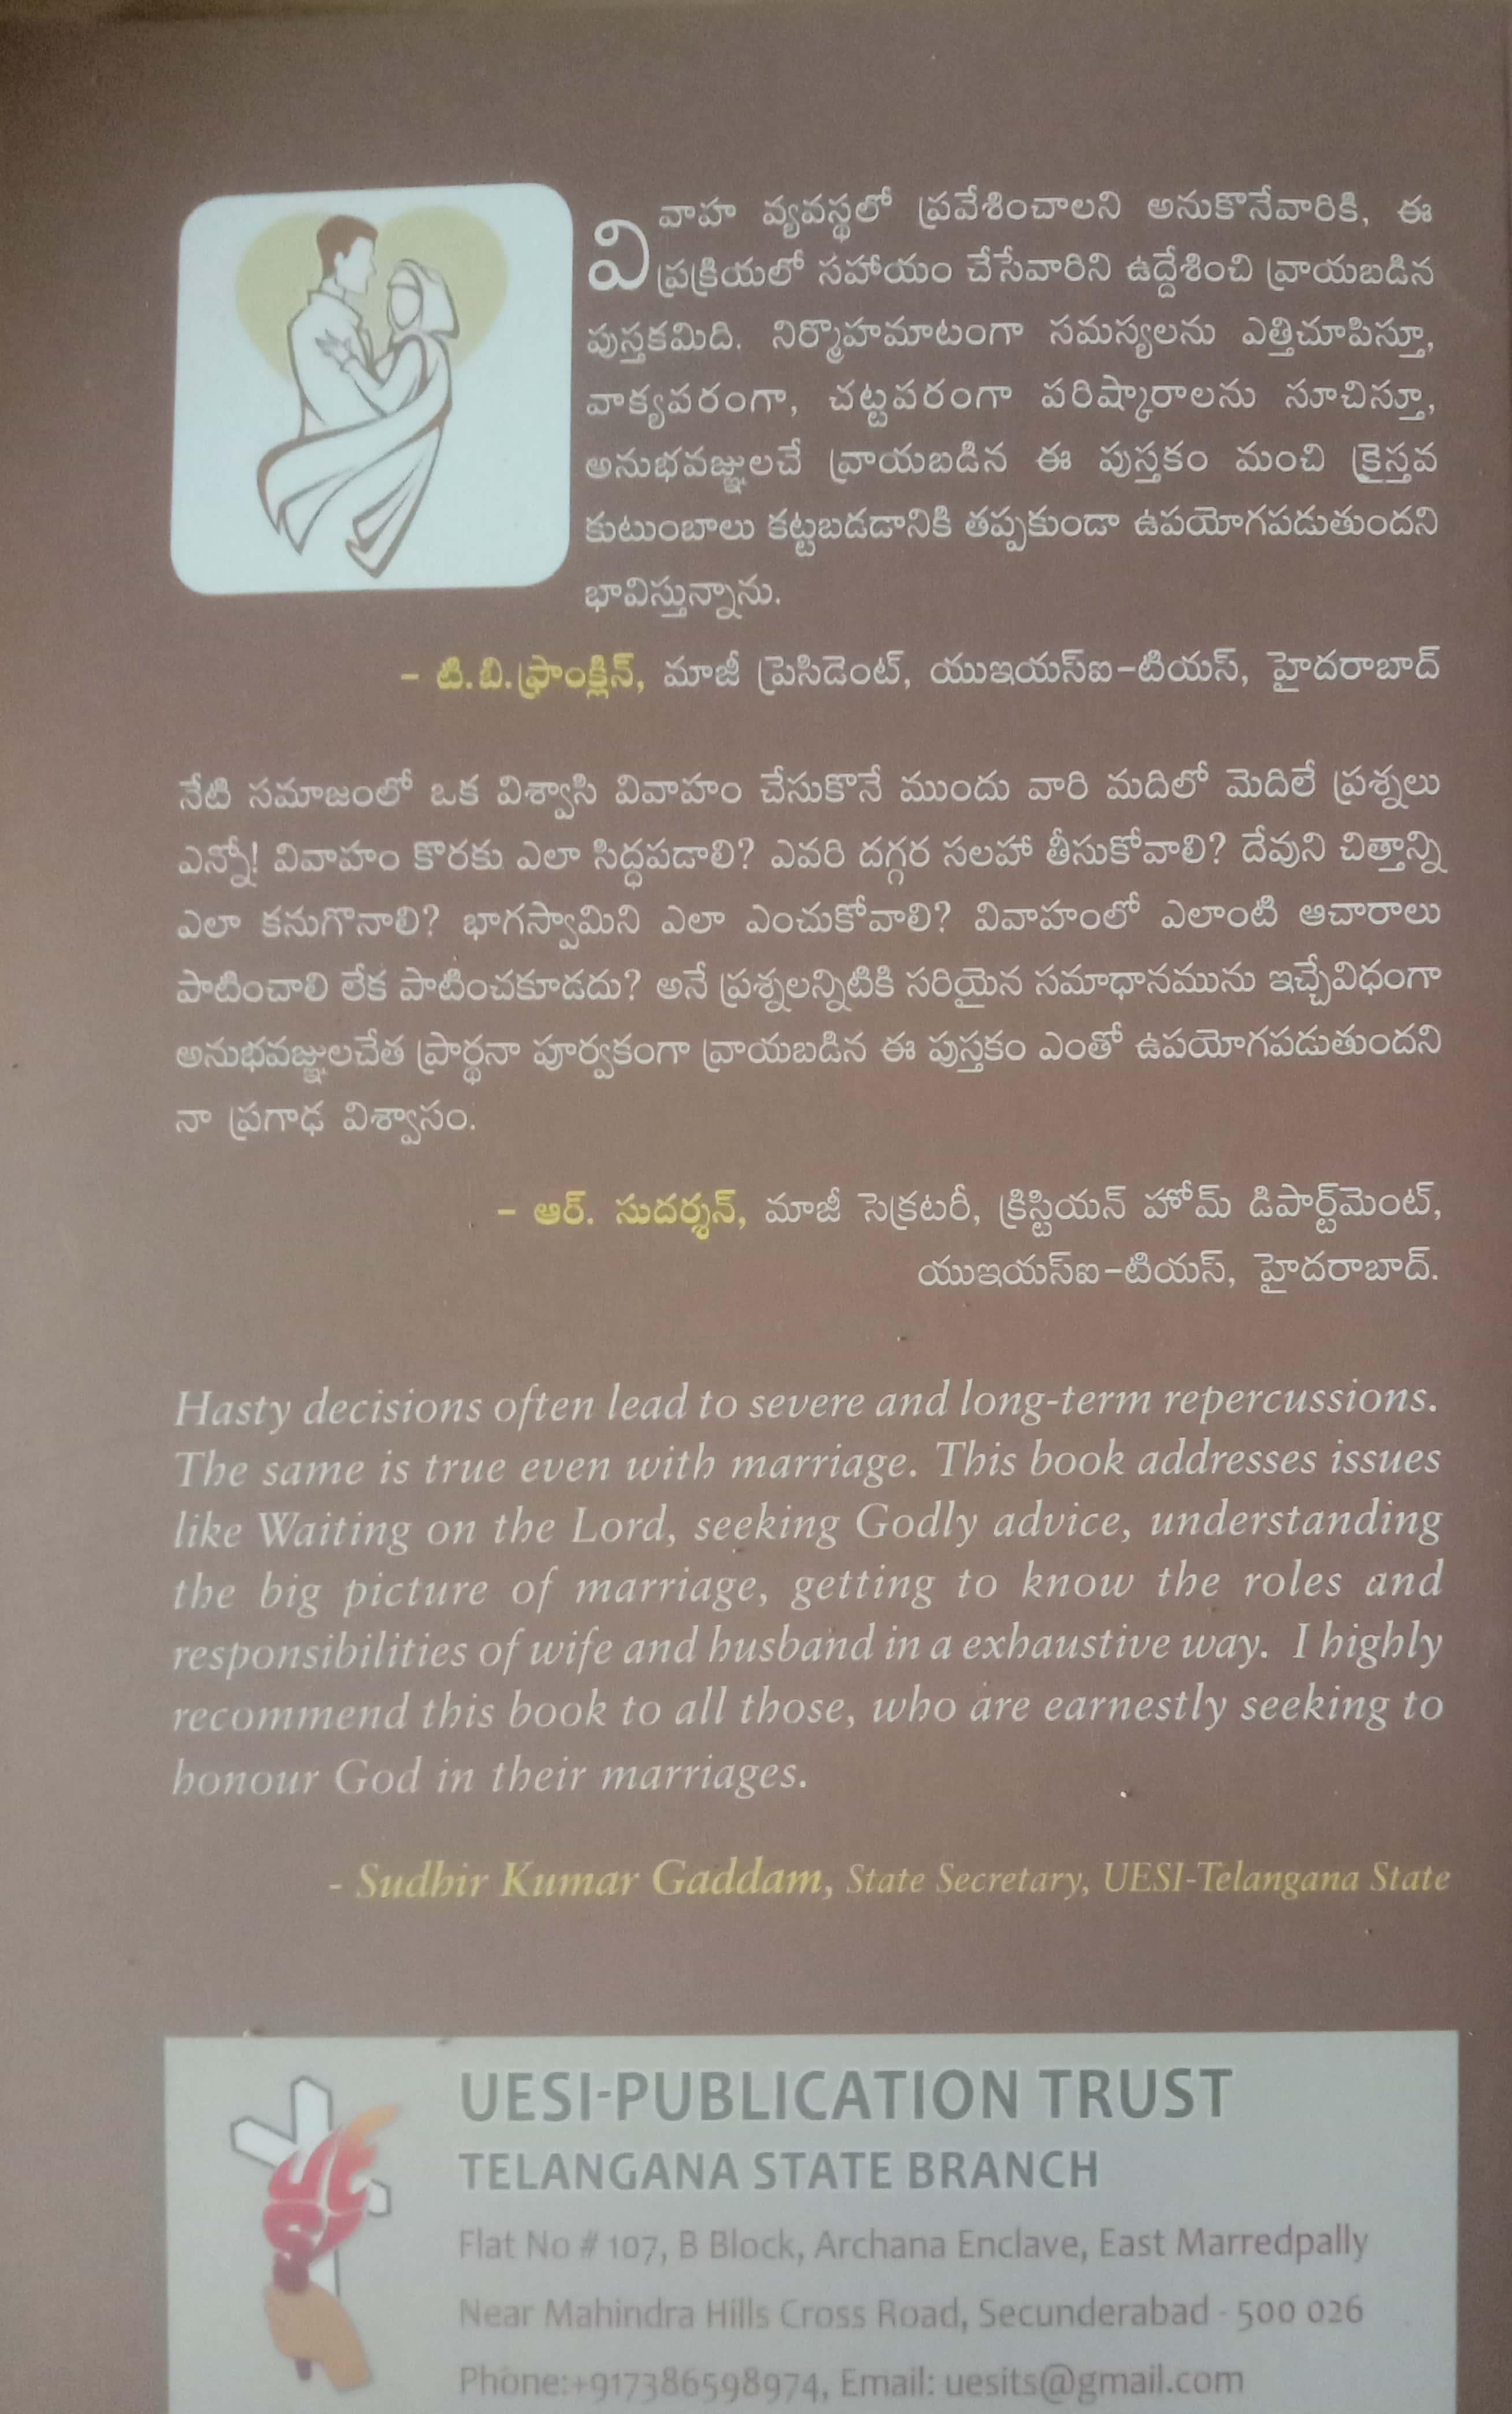 వివాహ వ్యవస్థలో ప్రవేశించాలని అనుకొనేవారికి, ఈ
ప్రక్రియలో సహాయం చేసేవారిని ఉద్దేశించి వ్రాయబడిన
పుస్తకమిది. నిర్మొహమాటంగా సమస్యలను ఎత్తిచూపిస్తూ,
వాక్యపరంగా, చట్టపరంగా పరిష్కారాలను సూచిస్తూ,
అనుభవజ్ఞులచే వ్రాయబడిన ఈ పుస్తకం మంచి క్రైస్తవ
కుటుంబాలు కట్టబడడానికి తప్పకుండా ఉపయోగపడుతుందని
భావిస్తున్నాను.
- టి.బి.ఫ్రాంక్లిన్, మాజీ ప్రెసిడెంట్, యుఇయస్ఐ-టియస్, హైదరాబాద్
నేటి సమాజంలో ఒక విశ్వాసి వివాహం చేసుకొనే ముందు వారి మదిలో మెదిలే ప్రశ్నలు
ఎన్నో! వివాహం కొరకు ఎలా సిద్ధపడాలి? ఎవరి దగ్గర సలహా తీసుకోవాలి? దేవుని చిత్తాన్ని
ఎలా కనుగొనాలి? భాగస్వామిని ఎలా ఎంచుకోవాలి? వివాహంలో ఎలాంటి ఆచారాలు
పాటించాలి లేక పాటించకూడదు? అనే ప్రశ్నలన్నిటికి సరియైన సమాధానమును ఇచ్చేవిధంగా
అనుభవజ్ఞులచేత ప్రార్థనా పూర్వకంగా వ్రాయబడిన ఈ పుస్తకం ఎంతో ఉపయోగపడుతుందని
నా ప్రగాఢ విశ్వాసం.
- ఆర్. సుదర్శన్, మాజీ సెక్రటరీ, క్రిస్టియన్ హోమ్ డిపార్ట్‌మెంట్,
యుఇయస్ఐ-టియస్, హైదరాబాద్.
Hasty decisions often lead to severe and long-term repercussions.
The same is true even with marriage. This book addresses issues
like Waiting on the Lord, seeking Godly advice, understanding
the big picture of marriage, getting to know the roles and
responsibilities of wife and husband in a exhaustive way. I highly
recommend this book to all those, who are earnestly seeking to
honour God in their marriages.
- Sudhir Kumar Gaddam, State Secretary, UESI-Telangana State
UESI-PUBLICATION TRUST
TELANGANA STATE BRANCH
Flat No # 107, B Block, Archana Enclave, East Marredpally
Near Mahindra Hills Cross Road, Secunderabad - 500 026
Phone:+917386598974, Email: uesits@gmail.com